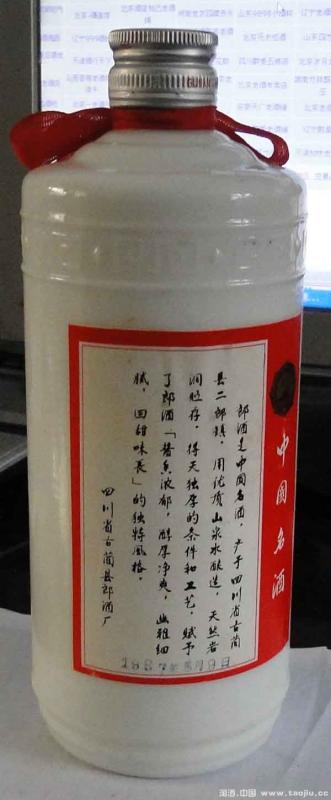 郎酒是中国名酒，产于四川省古蔺
县二郎镇，用优质山泉水酿造，天然岩
洞贮存，得天独厚的条件和工艺，赋予
了郎酒「酱香浓郁，醇厚净爽，幽雅细
腻，回甜味长」的独特风格。
四川省古蔺县郎酒厂
中国名酒
淘酒.中国 www.taojiu.cc